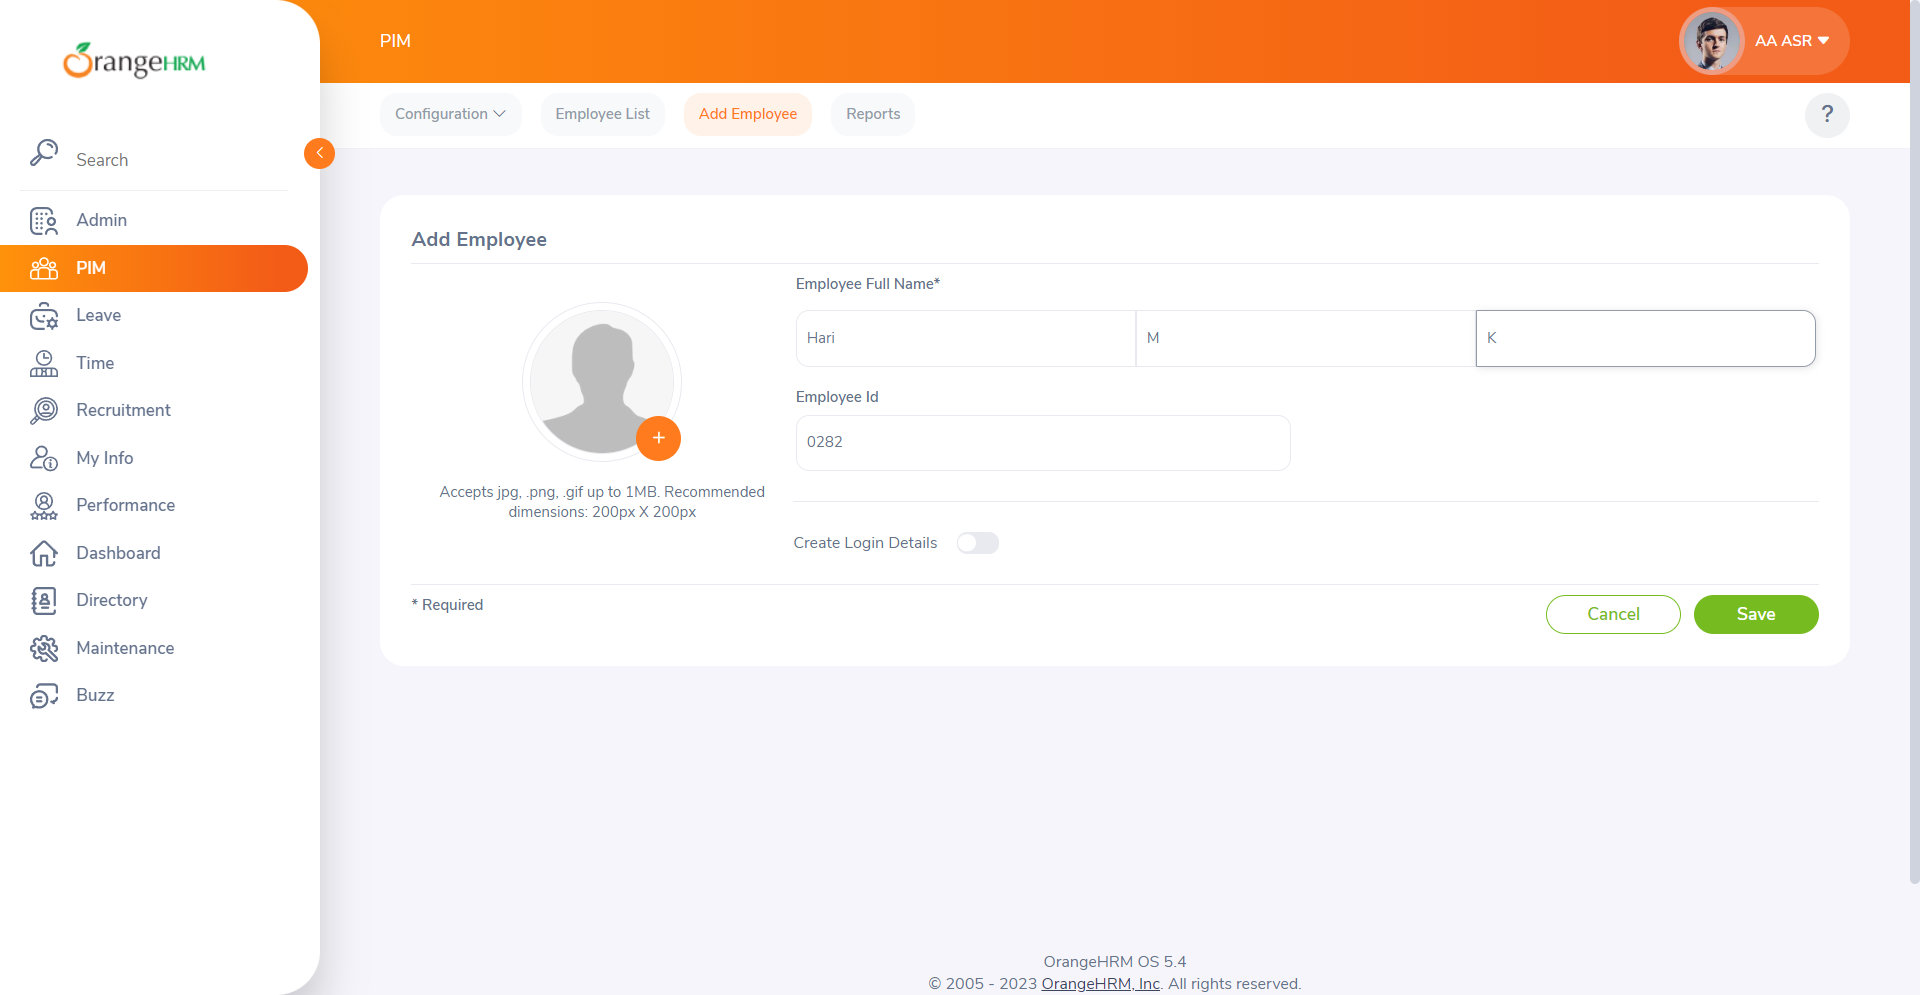 OrangeHRM
PIM
AA ASR
Search
Admin
PIM
Leave
Time
Recruitment
My Info
Performance
Dashboard
Directory
Maintenance
Buzz
Configuration
Employee List
Add Employee
Reports
?
Add Employee
Employee Full Name*
Hari
M
K
Employee Id
0282
+
Accepts jpg, .png, .gif up to 1MB. Recommended
dimensions: 200px X 200px
Create Login Details
* Required
Cancel
Save
OrangeHRM OS 5.4
© 2005 - 2023 OrangeHRM, Inc. All rights reserved.